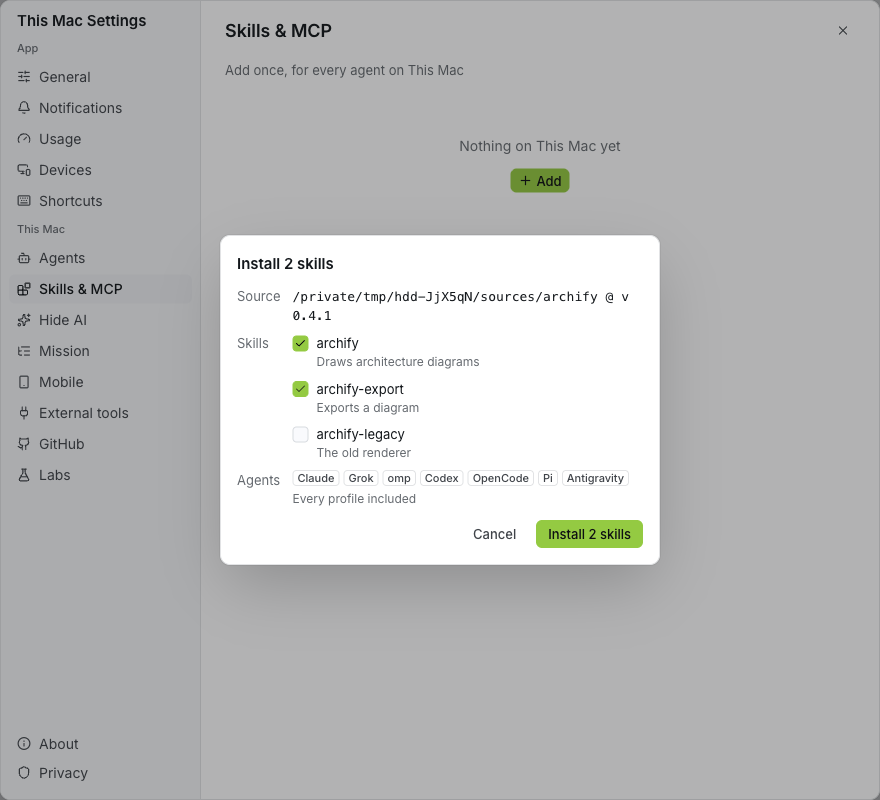 This Mac Settings
App
General
Notifications
Usage
Devices
Shortcuts
This Mac
Agents
Skills & MCP
Hide AI
Mission
Mobile
External tools
GitHub
Labs
About
Privacy
Skills & MCP
Add once, for every agent on This Mac
Nothing on This Mac yet
+ Add
Install 2 skills
Source /private/tmp/hdd-JjX5qN/sources/archify @ v
0.4.1
Skills archify
Draws architecture diagrams
archify-export
Exports a diagram
archify-legacy
The old renderer
Agents Claude Grok omp Codex OpenCode Pi Antigravity
Every profile included
Cancel Install 2 skills